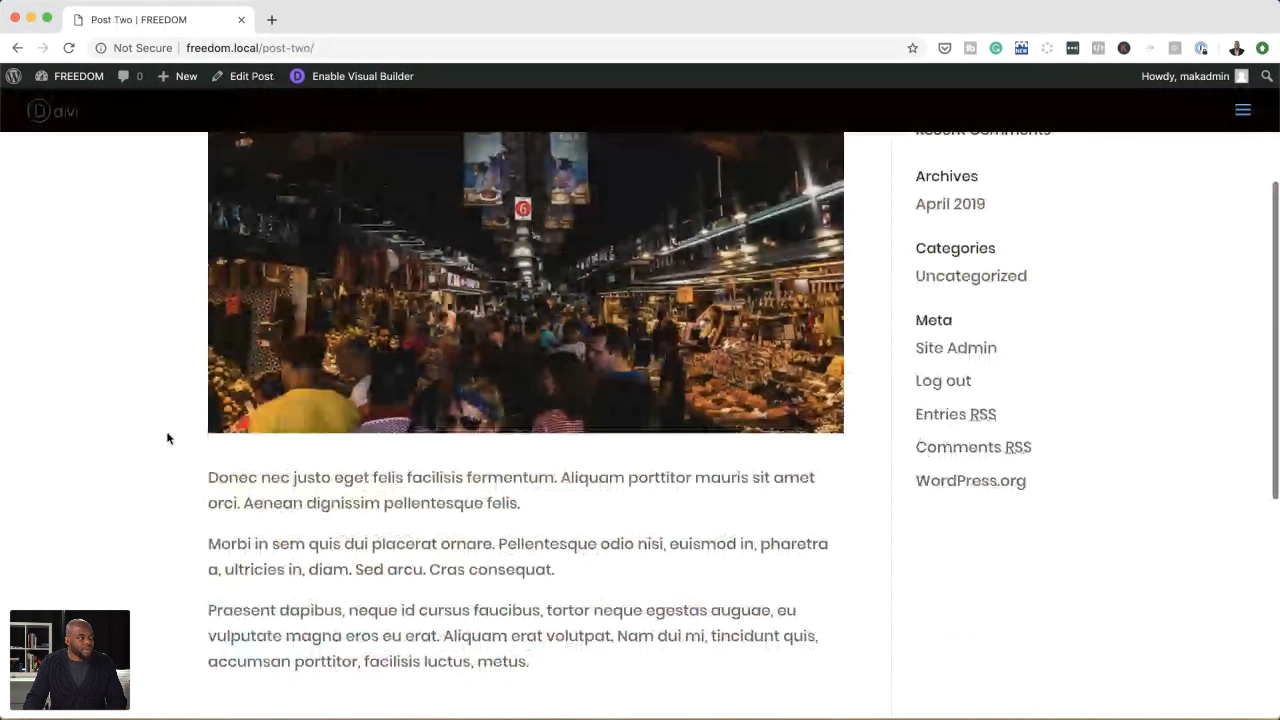 Post Two | FREEDOM
Not Secure | freedom.local/post-two/
NEW
FREEDOM 0 New Edit Post Enable Visual Builder Howdy, makadmin
D divi
6
Recent Comments
Archives
April 2019
Categories
Uncategorized
Meta
Site Admin
Log out
Entries RSS
Comments RSS
WordPress.org
Donec nec justo eget felis facilisis fermentum. Aliquam porttitor mauris sit amet
orci. Aenean dignissim pellentesque felis.
Morbi in sem quis dui placerat ornare. Pellentesque odio nisi, euismod in, pharetra
a, ultricies in, diam. Sed arcu. Cras consequat.
Praesent dapibus, neque id cursus faucibus, tortor neque egestas auguae, eu
vulputate magna eros eu erat. Aliquam erat volutpat. Nam dui mi, tincidunt quis,
accumsan porttitor, facilisis luctus, metus.